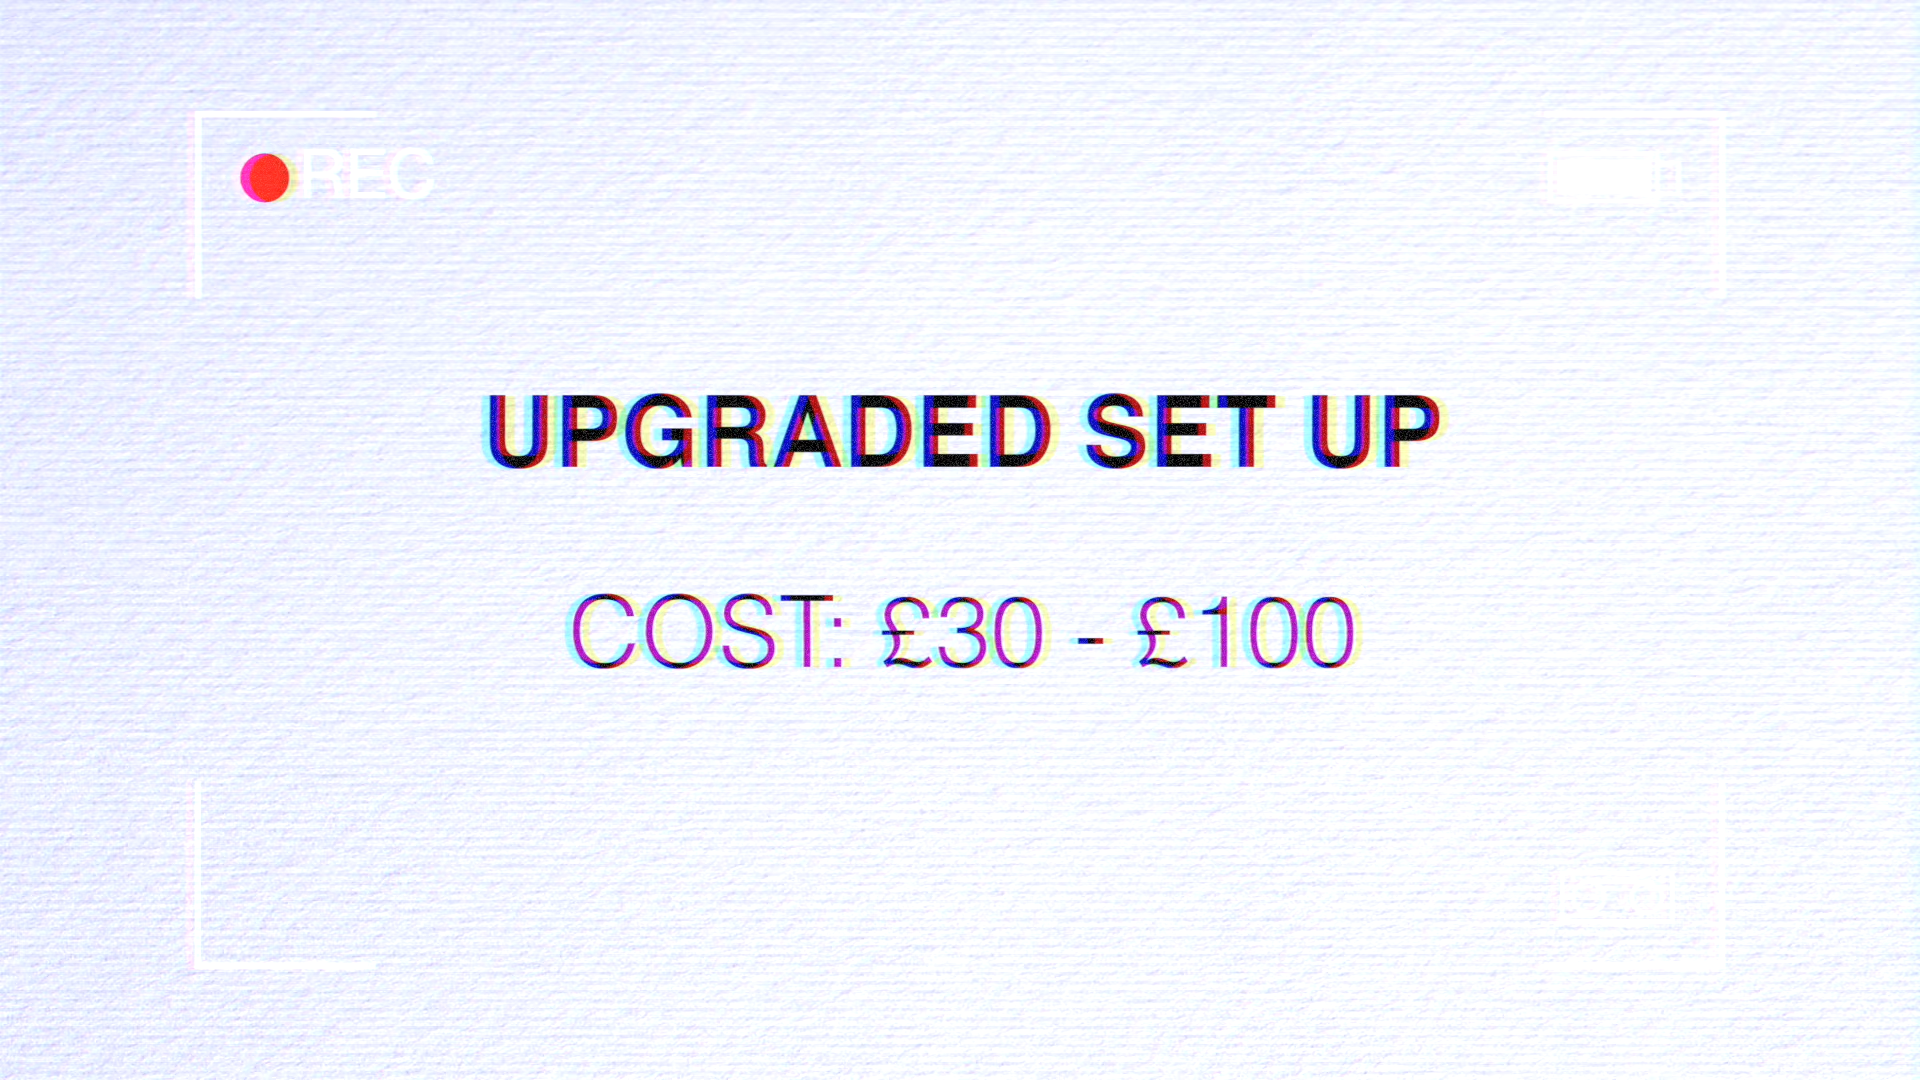 REC
UPGRADED SET UP
COST: £30 - £100